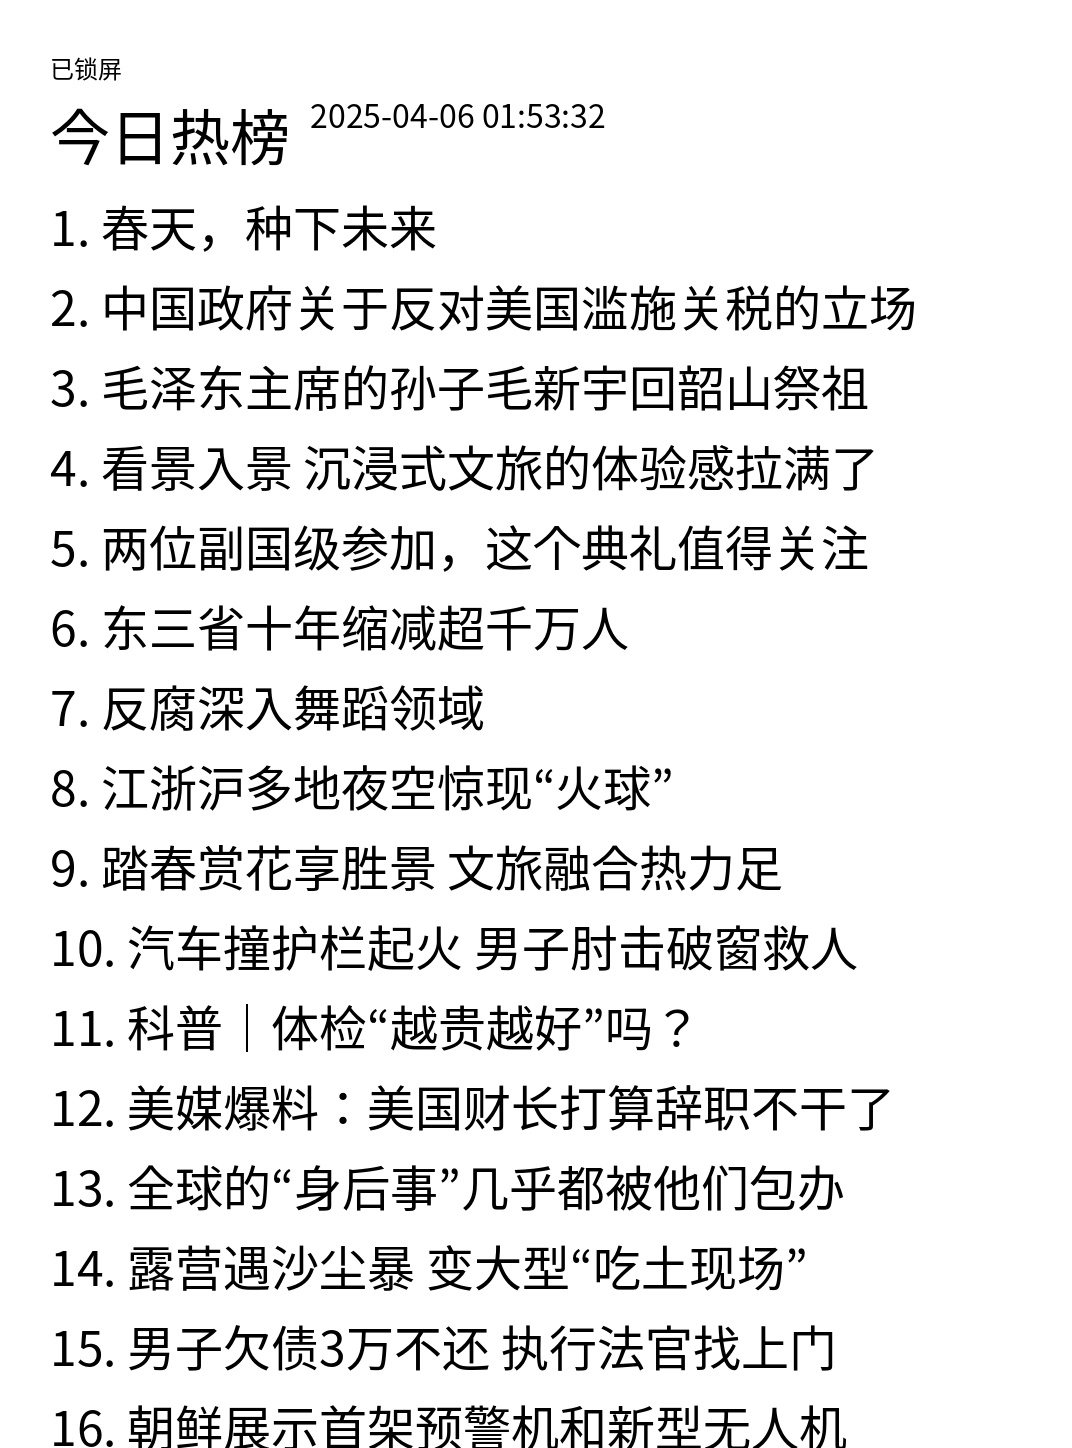 已锁屏
今日热榜 2025-04-06 01:53:32
1. 春天，种下未来
2. 中国政府关于反对美国滥施关税的立场
3. 毛泽东主席的孙子毛新宇回韶山祭祖
4. 看景入景 沉浸式文旅的体验感拉满了
5. 两位副国级参加，这个典礼值得关注
6. 东三省十年缩减超千万人
7. 反腐深入舞蹈领域
8. 江浙沪多地夜空惊现“火球”
9. 踏春赏花享胜景 文旅融合热力足
10. 汽车撞护栏起火 男子肘击破窗救人
11. 科普｜体检“越贵越好”吗？
12. 美媒爆料：美国财长打算辞职不干了
13. 全球的“身后事”几乎都被他们包办
14. 露营遇沙尘暴 变大型“吃土现场”
15. 男子欠债3万不还 执行法官找上门
16. 朝鲜展示首架预警机和新型无人机